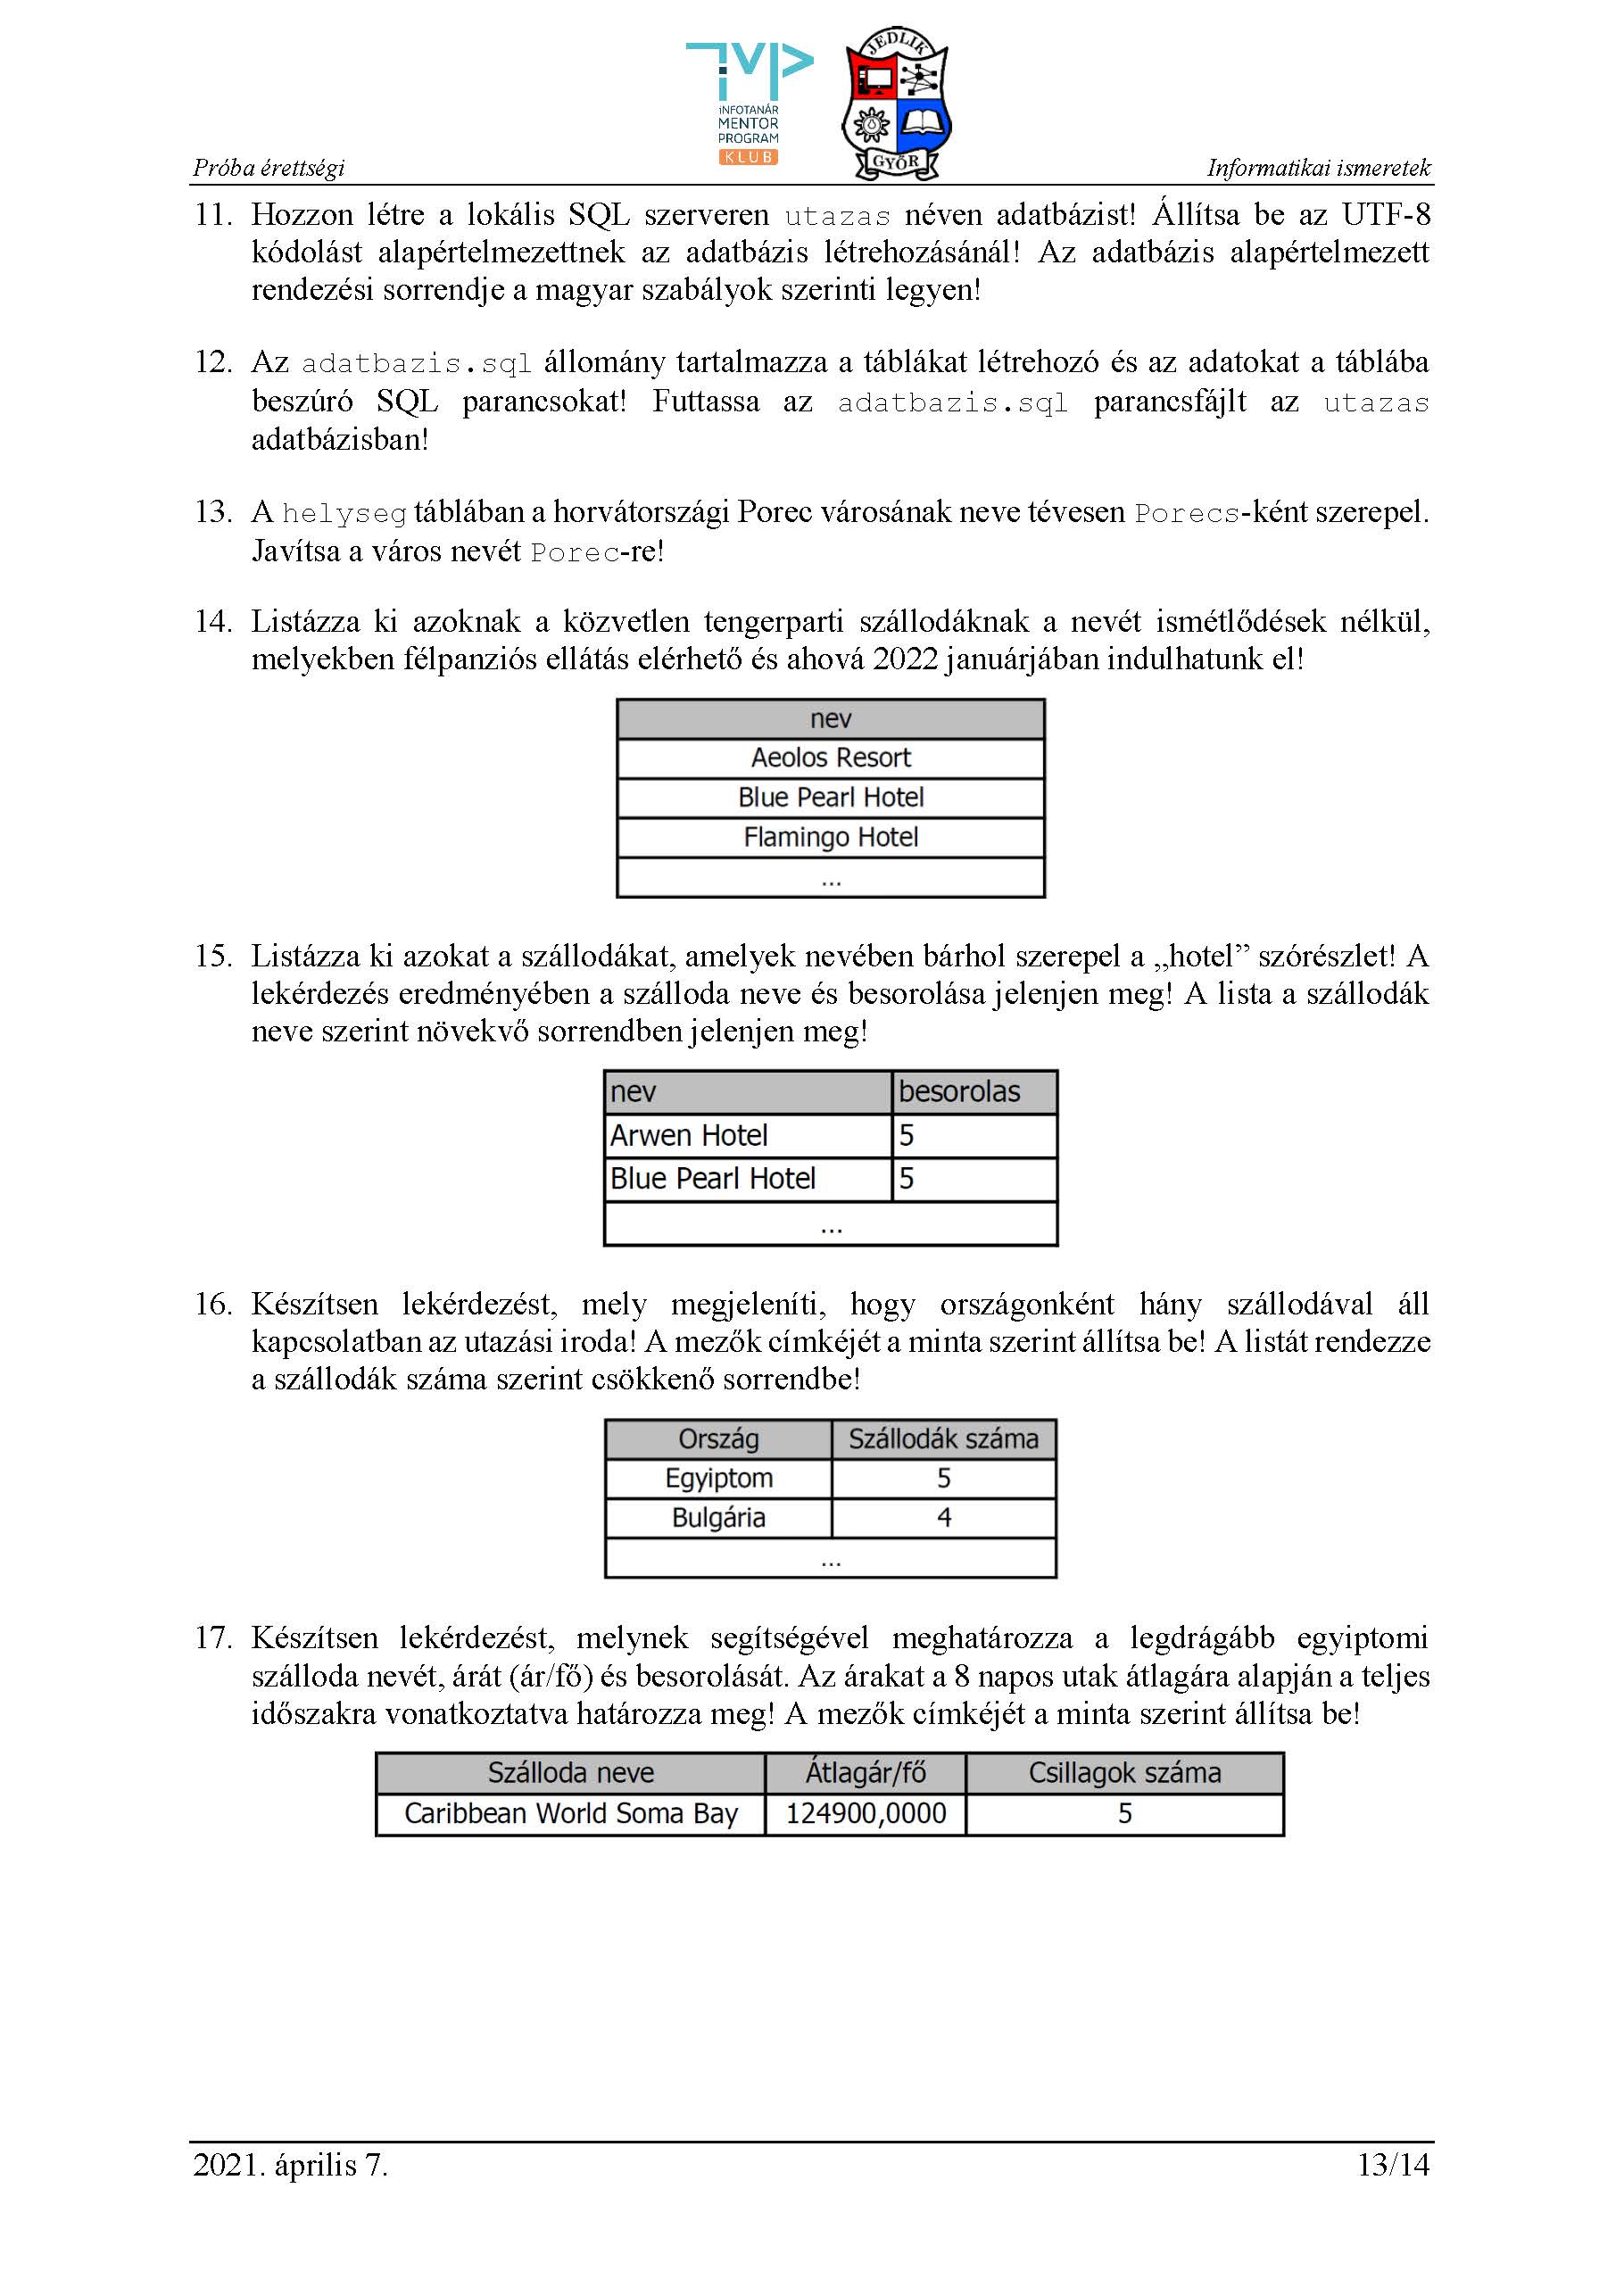 INFOTANÁR
MENTOR
PROGRAM
KLUB
JEDLIK
GYŐR
Próba érettségi
Informatikai ismeretek
11. Hozzon létre a lokális SQL szerveren utazas néven adatbázist! Állítsa be az UTF-8
kódolást alapértelmezettnek az adatbázis létrehozásánál! Az adatbázis alapértelmezett
rendezési sorrendje a magyar szabályok szerinti legyen!
12. Az adatbazis.sql állomány tartalmazza a táblákat létrehozó és az adatokat a táblába
beszúró SQL parancsokat! Futtassa az adatbazis.sql parancsfájlt az utazas
adatbázisban!
13. A helyseg táblában a horvátországi Porec városának neve tévesen Porecs-ként szerepel.
Javítsa a város nevét Porec-re!
14. Listázza ki azoknak a közvetlen tengerparti szállodáknak a nevét ismétlődések nélkül,
melyekben félpanziós ellátás elérhető és ahová 2022 januárjában indulhatunk el!
nev
Aeolos Resort
Blue Pearl Hotel
Flamingo Hotel
...
15. Listázza ki azokat a szállodákat, amelyek nevében bárhol szerepel a „hotel” szórészlet! A
lekérdezés eredményében a szálloda neve és besorolása jelenjen meg! A lista a szállodák
neve szerint növekvő sorrendben jelenjen meg!
nev besorolas
Arwen Hotel 5
Blue Pearl Hotel 5
...
16. Készítsen lekérdezést, mely megjeleníti, hogy országonként hány szállodával áll
kapcsolatban az utazási iroda! A mezők címkéjét a minta szerint állítsa be! A listát rendezze
a szállodák száma szerint csökkenő sorrendbe!
Ország Szállodák száma
Egyiptom 5
Bulgária 4
...
17. Készítsen lekérdezést, melynek segítségével meghatározza a legdrágább egyiptomi
szálloda nevét, árát (ár/fő) és besorolását. Az árakat a 8 napos utak átlagára alapján a teljes
időszakra vonatkoztatva határozza meg! A mezők címkéjét a minta szerint állítsa be!
Szálloda neve Átlagár/fő Csillagok száma
Caribbean World Soma Bay 124900,0000 5
2021. április 7.
13/14